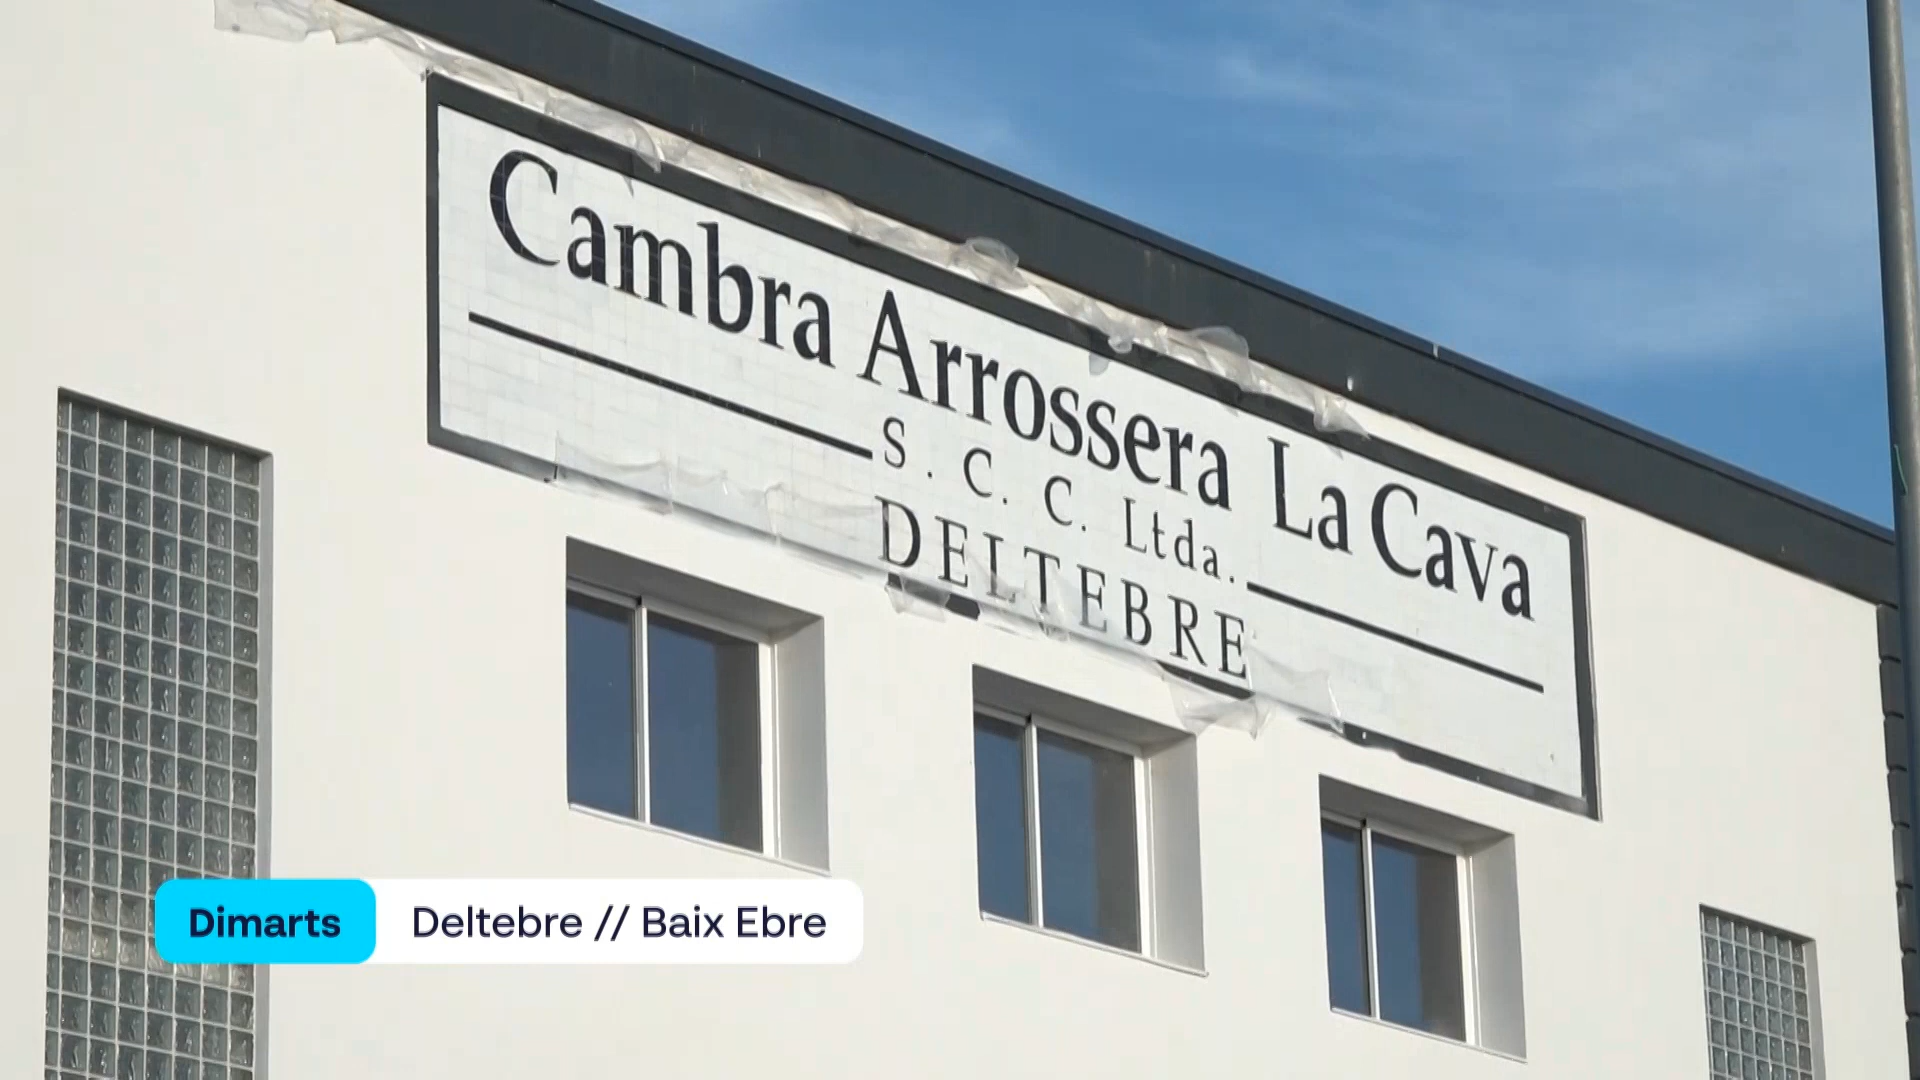 Cambra Arrossera La Cava
S. C. C. Ltda.
DELTEBRE
Dimarts
Deltebre // Baix Ebre